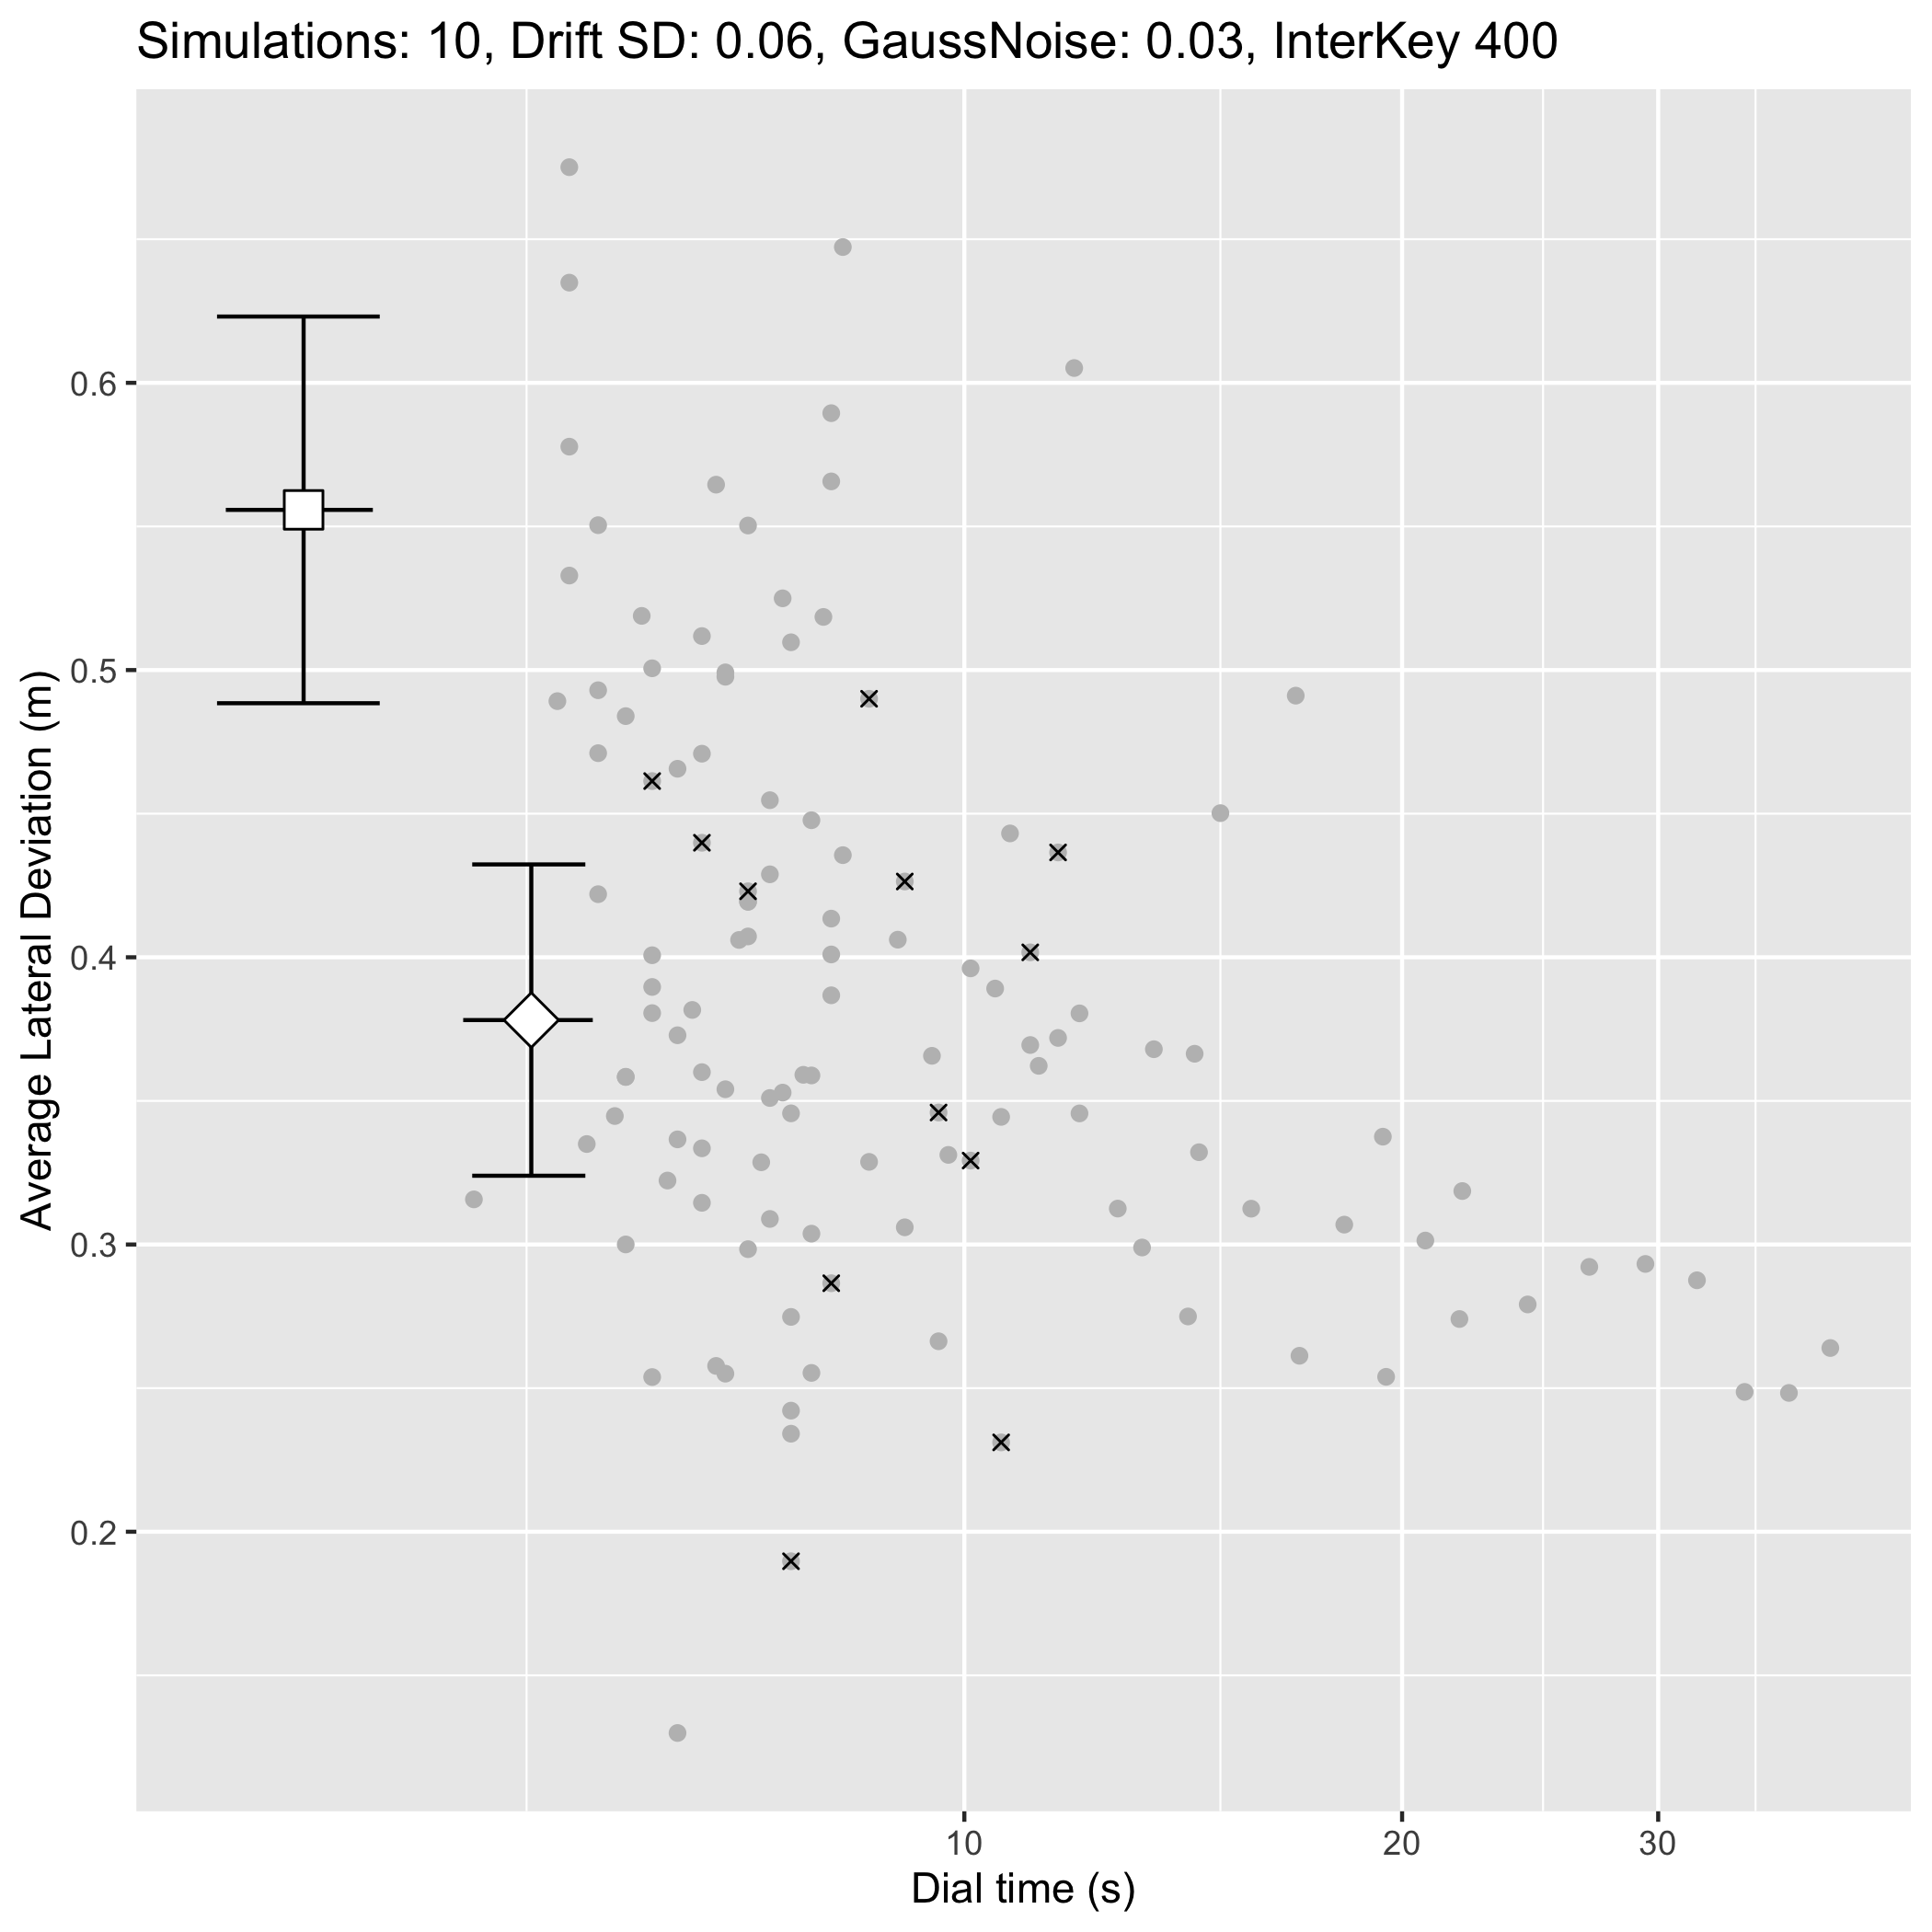 Simulations: 10, Drift SD: 0.06, GaussNoise: 0.03, InterKey 400
Average Lateral Deviation (m)
0.6
0.5
0.4
0.3
0.2
10 20 30
Dial time (s)